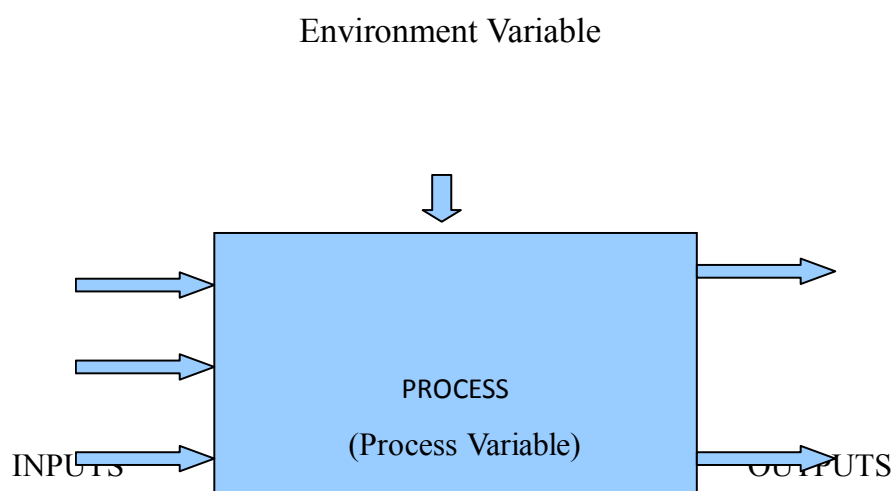 Environment Variable
PROCESS
(Process Variable)
INPUTS
OUTPUTS